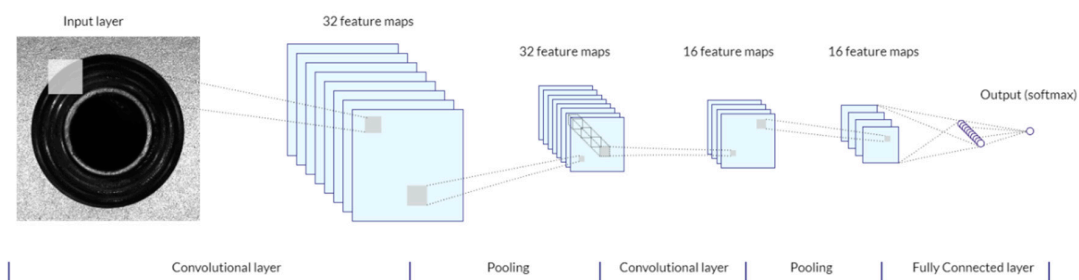 Input layer
32 feature maps
32 feature maps
16 feature maps
16 feature maps
Output (softmax)
Convolutional layer
Pooling
Convolutional layer
Pooling
Fully Connected layer